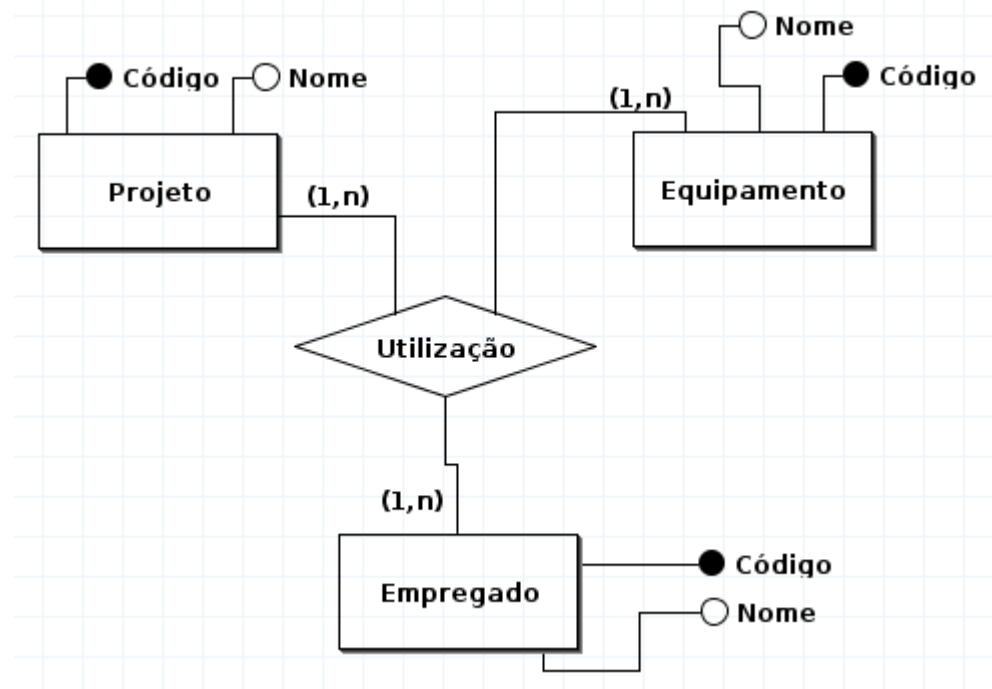 Nome
Código
Nome
Código
(1,n)
Projeto
Equipamento
(1,n)
Utilização
(1,n)
Empregado
Código
Nome